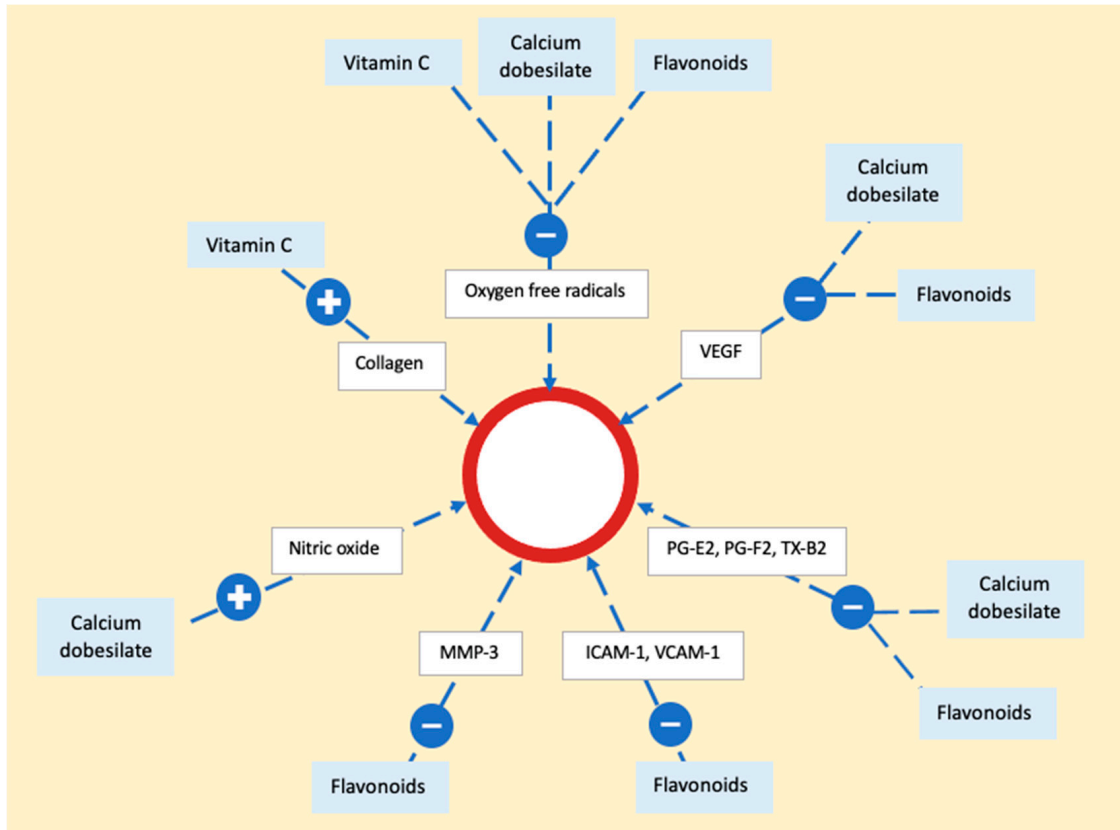 Vitamin C
Calcium
dobesilate
Flavonoids
Calcium
dobesilate
Vitamin C
Oxygen free radicals
Flavonoids
Collagen
VEGF
Nitric oxide
PG-E2, PG-F2, TX-B2
Calcium
dobesilate
Calcium
dobesilate
MMP-3
ICAM-1, VCAM-1
Flavonoids
Flavonoids
Flavonoids